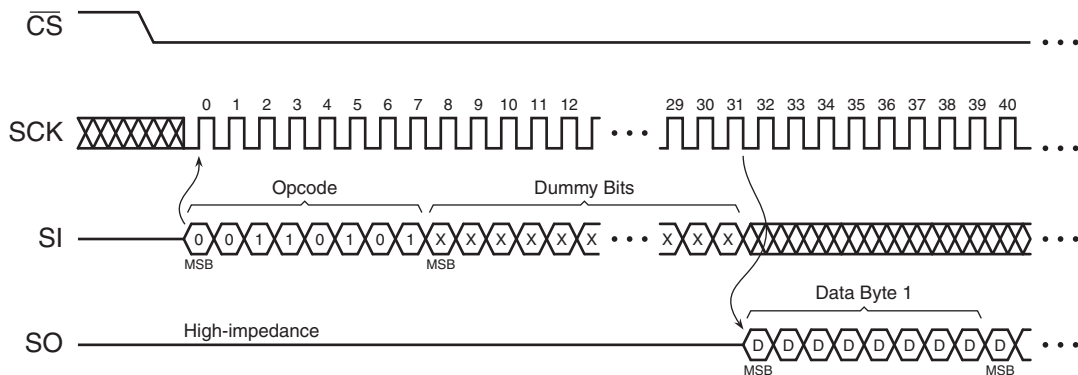 CS
SCK
0 1 2 3 4 5 6 7 8 9 10 11 12 29 30 31 32 33 34 35 36 37 38 39 40
Opcode Dummy Bits
SI
0 0 1 1 0 1 0 1 X X X X X X X X X
MSB MSB
Data Byte 1
High-impedance
SO
D D D D D D D D D
MSB MSB